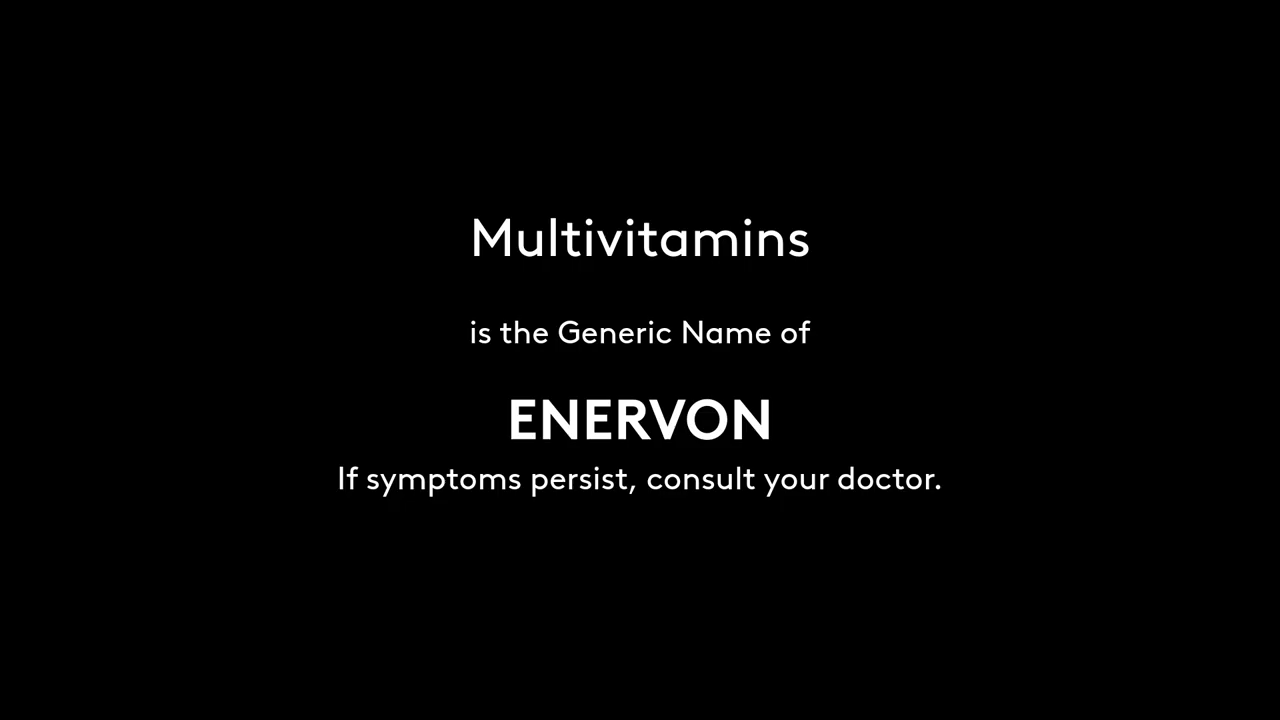 Multivitamins
is the Generic Name of
ENERVON
If symptoms persist, consult your doctor.